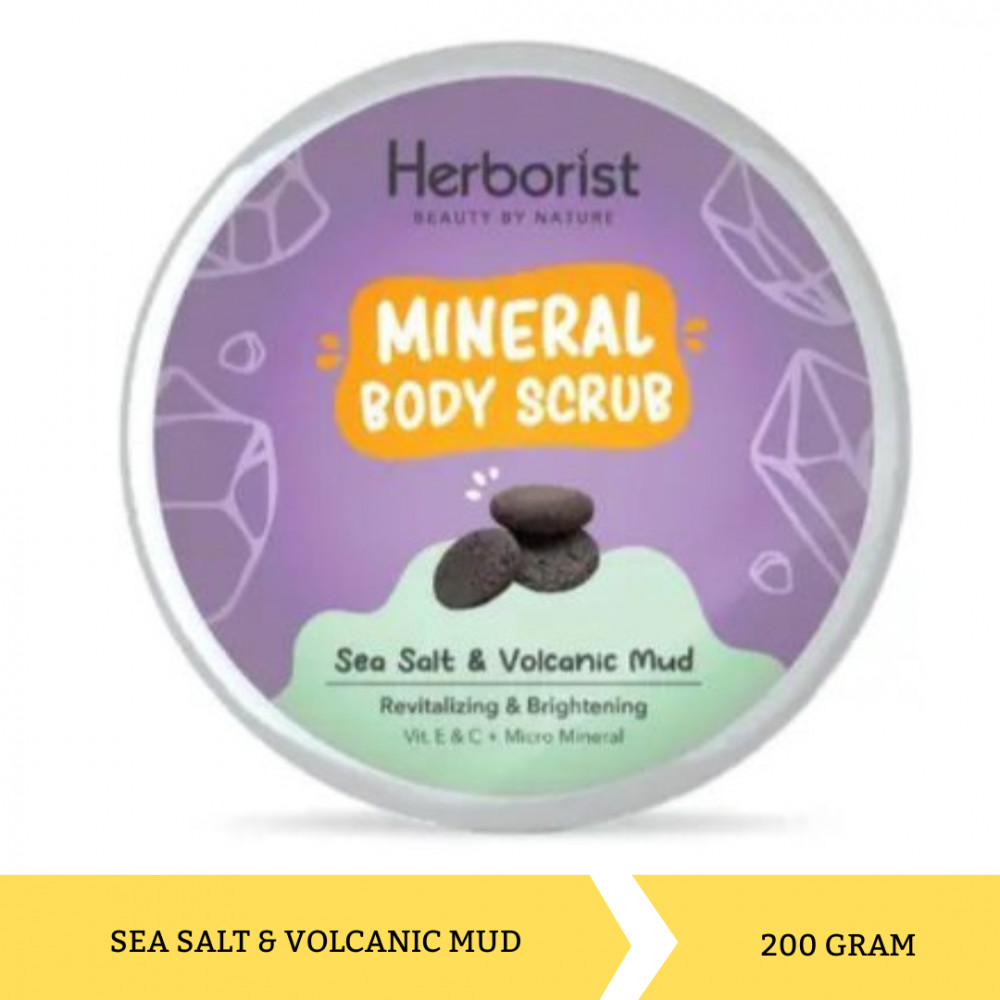 Herborist
BEAUTY BY NATURE
MINERAL
BODY SCRUB
Sea Salt & Volcanic Mud
Revitalizing & Brightening
Vit. E & C + Micro Mineral
SEA SALT & VOLCANIC MUD
200 GRAM